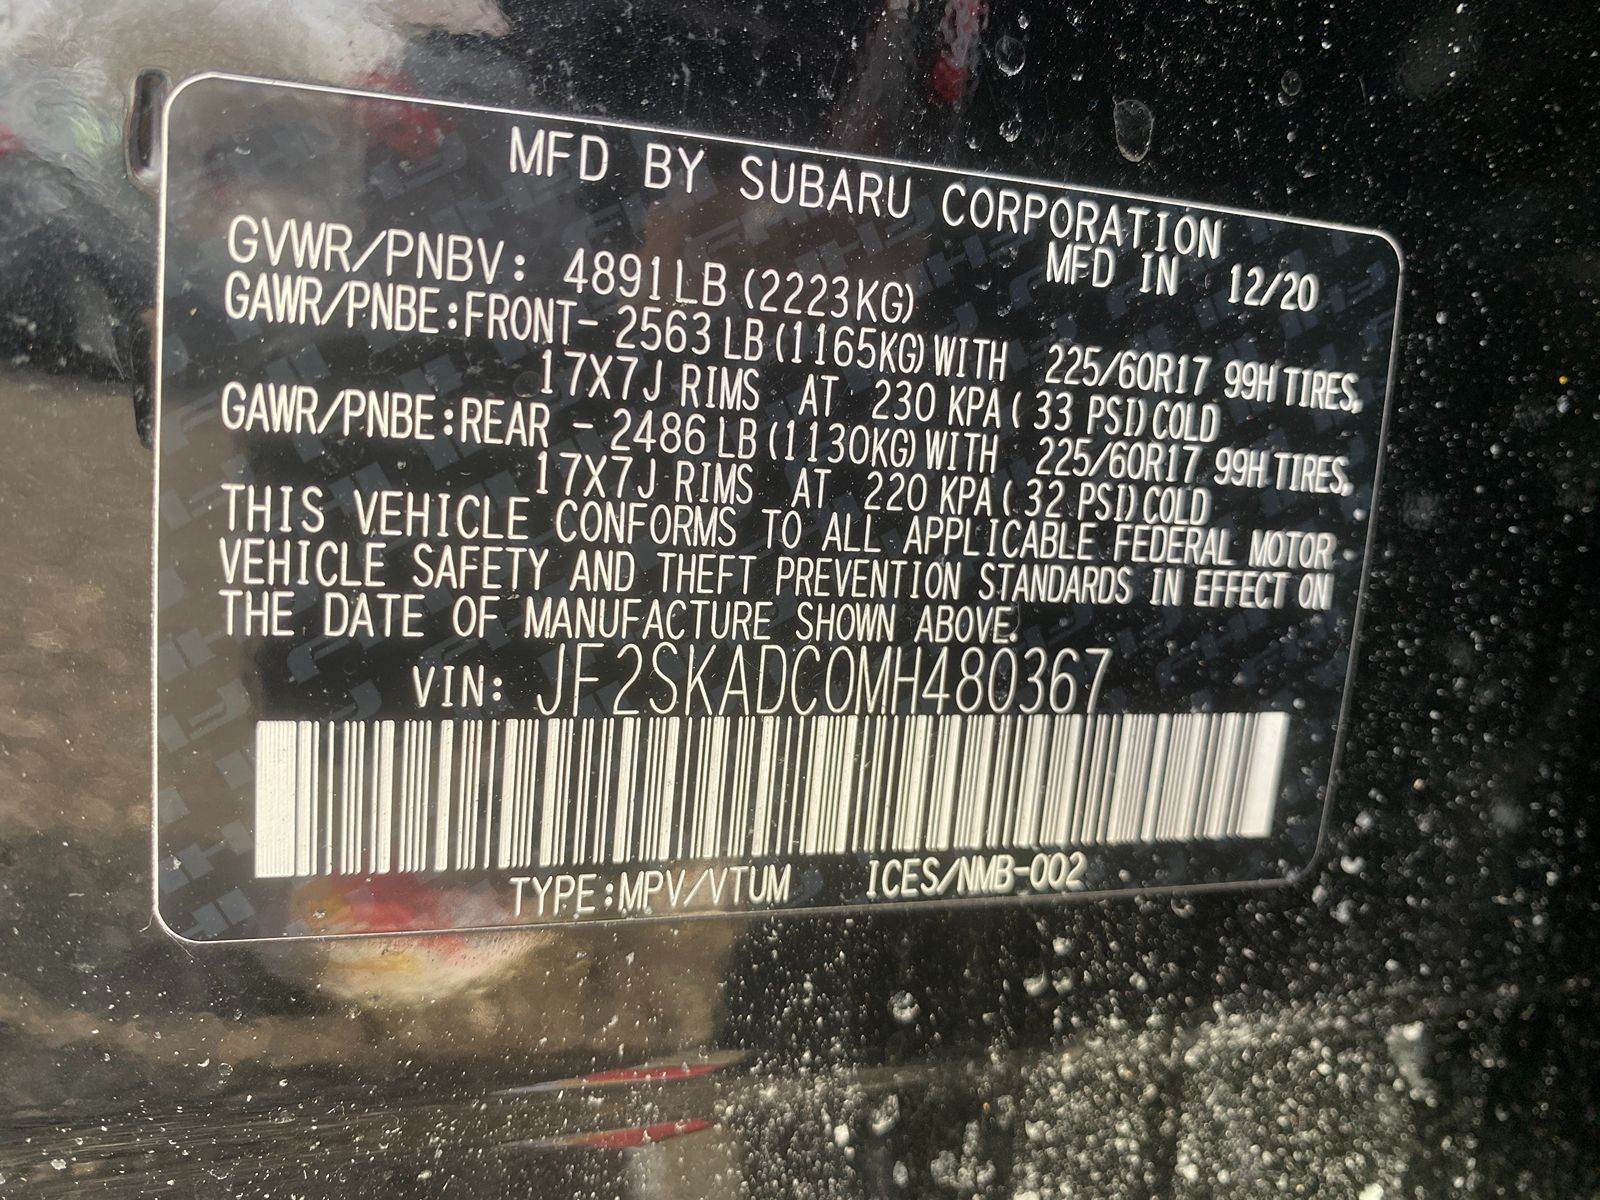 MFD BY SUBARU CORPORATION
MFD IN 12/20
GVWR/PNBV: 4891LB (2223KG)
GAWR/PNBE:FRONT- 2563LB(1165KG)WITH 225/60R17 99H TIRES,
17X7J RIMS AT 230 KPA( 33 PSI)COLD
GAWR/PNBE:REAR - 2486LB(1130KG)WITH 225/60R17 99H TIRES,
17X7J RIMS AT 220 KPA( 32 PSI)COLD
THIS VEHICLE CONFORMS TO ALL APPLICABLE FEDERAL MOTOR
VEHICLE SAFETY AND THEFT PREVENTION STANDARDS IN EFFECT ON
THE DATE OF MANUFACTURE SHOWN ABOVE.
VIN: JF2SKADC0MH480367
TYPE:MPV/VTUM ICES/NMB-002